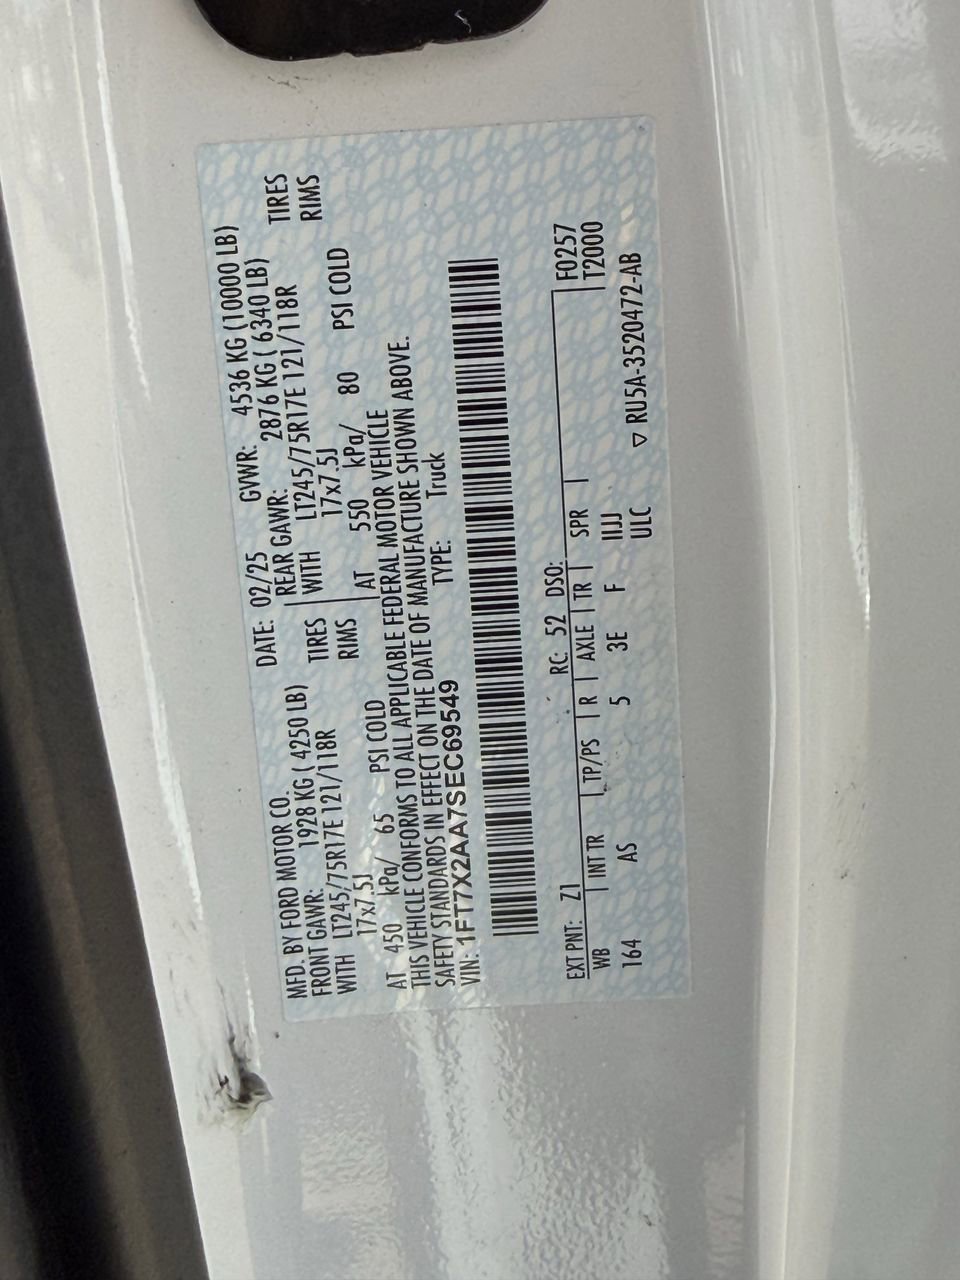 MFD. BY FORD MOTOR CO. DATE: 02/25 GVWR: 4536 KG (10000 LB)
FRONT GAWR: 1928 KG ( 4250 LB) REAR GAWR: 2876 KG ( 6340 LB)
WITH LT245/75R17E 121/118R TIRES WITH LT245/75R17E 121/118R TIRES
17x7.5J RIMS 17x7.5J RIMS
AT 450 kPa/ 65 PSI COLD AT 550 kPa/ 80 PSI COLD
THIS VEHICLE CONFORMS TO ALL APPLICABLE FEDERAL MOTOR VEHICLE
SAFETY STANDARDS IN EFFECT ON THE DATE OF MANUFACTURE SHOWN ABOVE.
VIN: 1FT7X2AA7SEC69549 TYPE: Truck
EXT PNT: Z1 RC: 52 DSO: F0257
WB INT TR TP/PS R AXLE TR SPR T2000
164 AS 5 3E F IIJJ
ULC ▽ RU5A-3520472-AB